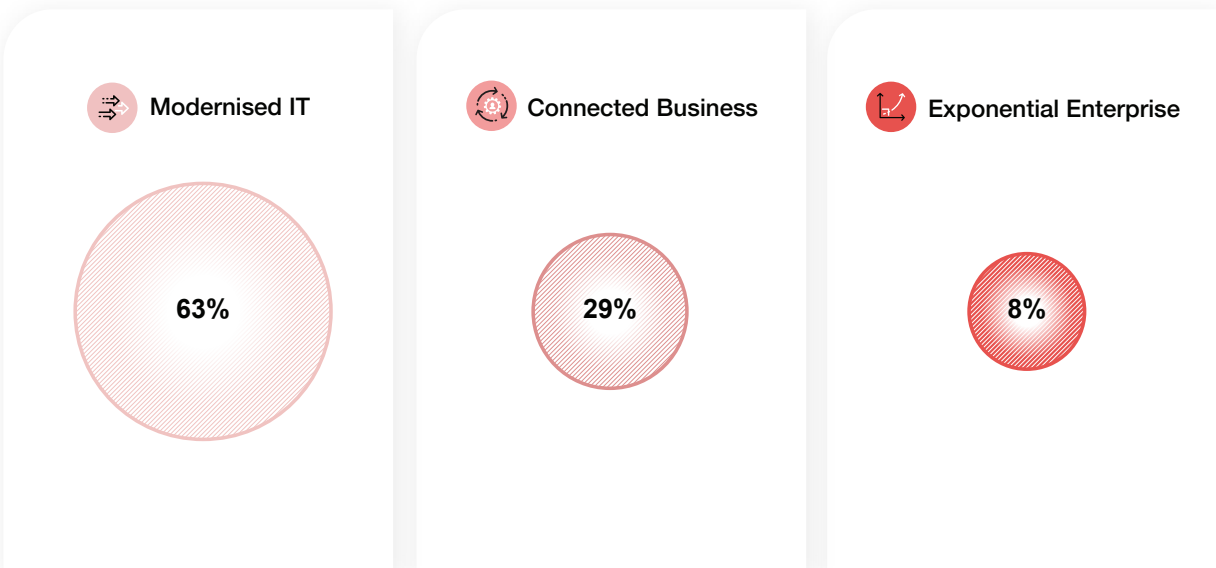 Modernised IT
63%
Connected Business
29%
Exponential Enterprise
8%